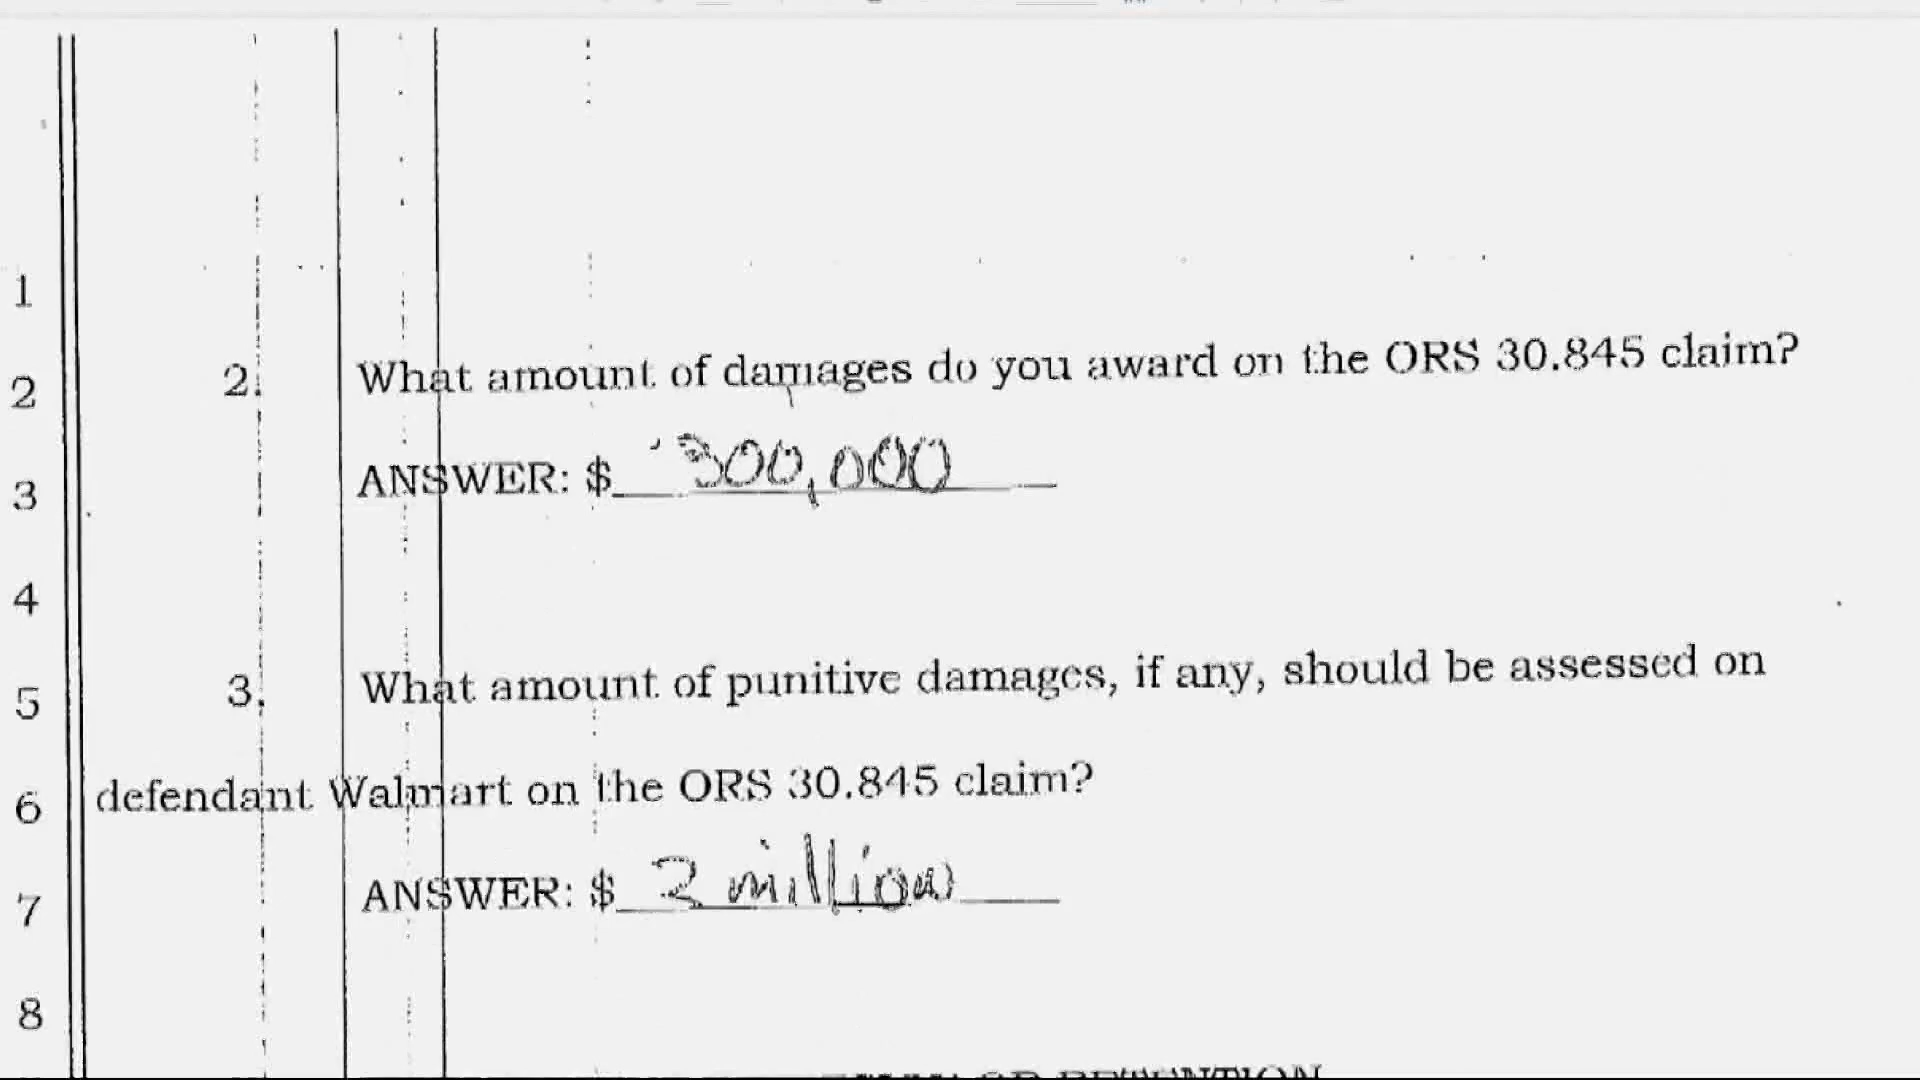 1
2 2. What amount of damages do you award on the ORS 30.845 claim?
3 ANSWER: $ 300,000
4
5 3. What amount of punitive damages, if any, should be assessed on
6 defendant Walmart on the ORS 30.845 claim?
7 ANSWER: $ 2 million
8